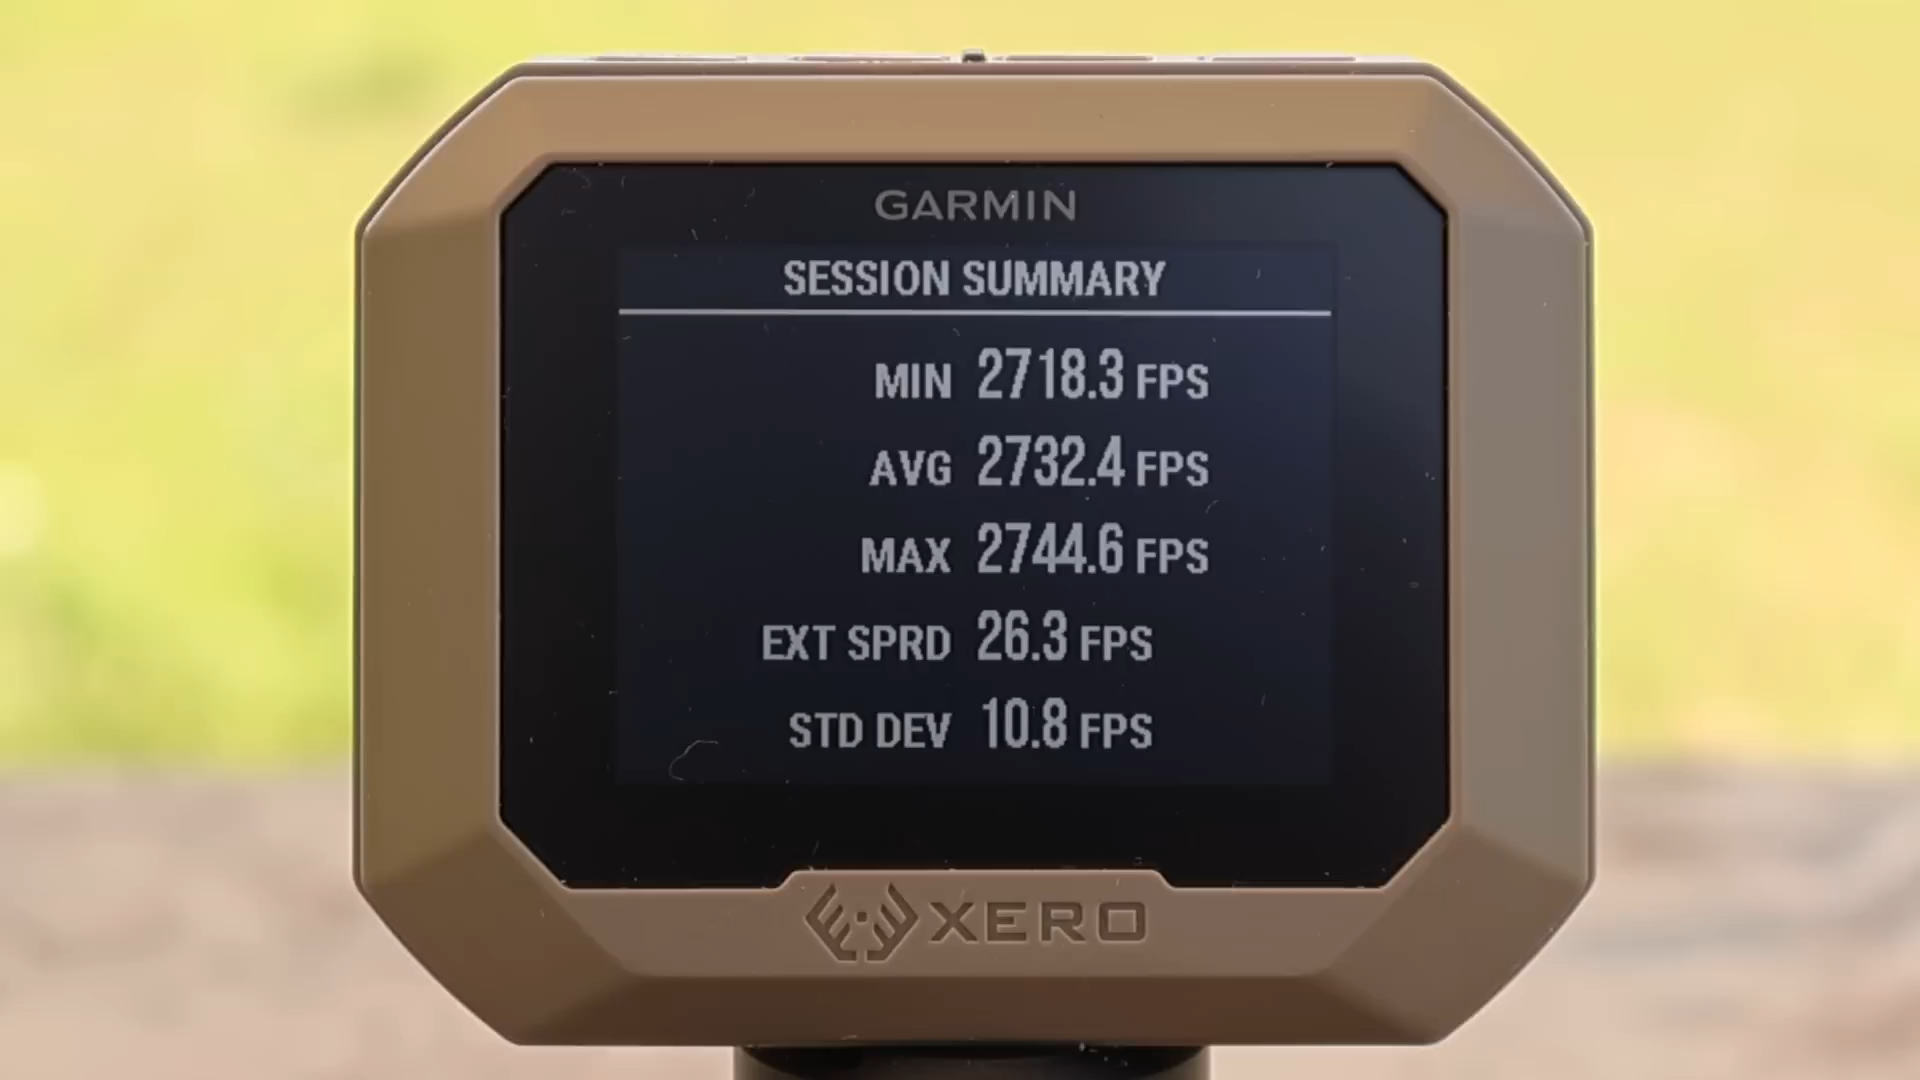 GARMIN
SESSION SUMMARY
MIN 2718.3 FPS
AVG 2732.4 FPS
MAX 2744.6 FPS
EXT SPRD 26.3 FPS
STD DEV 10.8 FPS
XERO